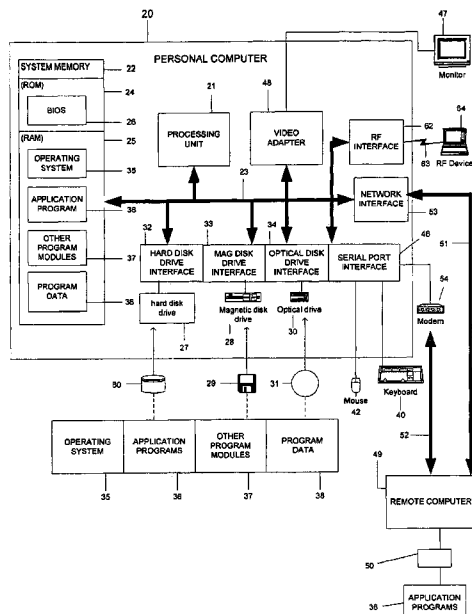 20
47
PERSONAL COMPUTER
Monitor
SYSTEM MEMORY
22
(ROM)
24
BIOS
26
(RAM)
25
OPERATING SYSTEM
35
APPLICATION PROGRAM
36
OTHER PROGRAM MODULES
37
PROGRAM DATA
21
PROCESSING UNIT
48
VIDEO ADAPTER
62
RF INTERFACE
63
64
RF Device
23
NETWORK INTERFACE
53
51
32
33
34
46
HARD DISK DRIVE INTERFACE
MAG DISK DRIVE INTERFACE
OPTICAL DISK DRIVE INTERFACE
SERIAL PORT INTERFACE
hard disk drive
27
Magnetic disk drive
28
Optical drive
30
54
Modem
60
29
31
Mouse
42
Keyboard
40
52
OPERATING SYSTEM
APPLICATION PROGRAMS
OTHER PROGRAM MODULES
PROGRAM DATA
35
36
37
38
49
REMOTE COMPUTER
50
36
APPLICATION PROGRAMS